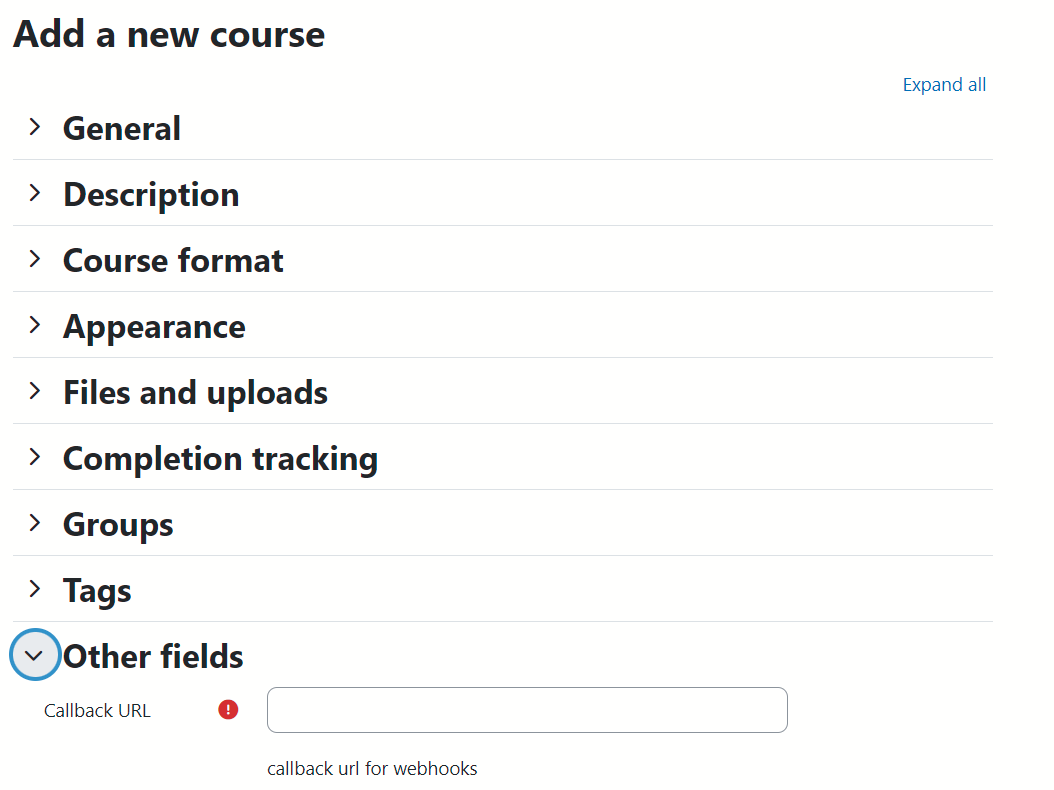 Add a new course
Expand all
General
Description
Course format
Appearance
Files and uploads
Completion tracking
Groups
Tags
Other fields
Callback URL
callback url for webhooks